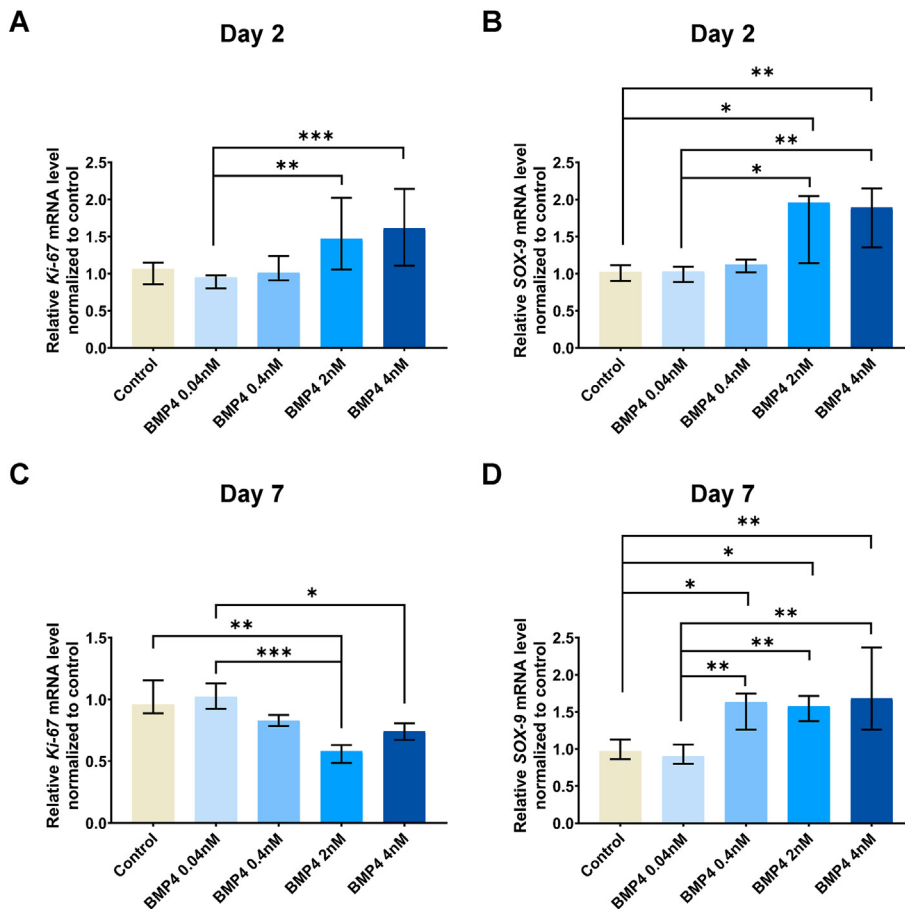 A
Day 2
Relative Ki-67 mRNA level
normalized to control
2.5
2.0
1.5
1.0
0.5
0.0
***
**
Control
BMP4 0.04nM
BMP4 0.4nM
BMP4 2nM
BMP4 4nM
B
Day 2
Relative SOX-9 mRNA level
normalized to control
2.5
2.0
1.5
1.0
0.5
0.0
**
*
**
*
Control
BMP4 0.04nM
BMP4 0.4nM
BMP4 2nM
BMP4 4nM
C
Day 7
Relative Ki-67 mRNA level
normalized to control
1.5
1.0
0.5
0.0
*
**
***
Control
BMP4 0.04nM
BMP4 0.4nM
BMP4 2nM
BMP4 4nM
D
Day 7
Relative SOX-9 mRNA level
normalized to control
2.5
2.0
1.5
1.0
0.5
0.0
**
*
*
**
**
**
Control
BMP4 0.04nM
BMP4 0.4nM
BMP4 2nM
BMP4 4nM